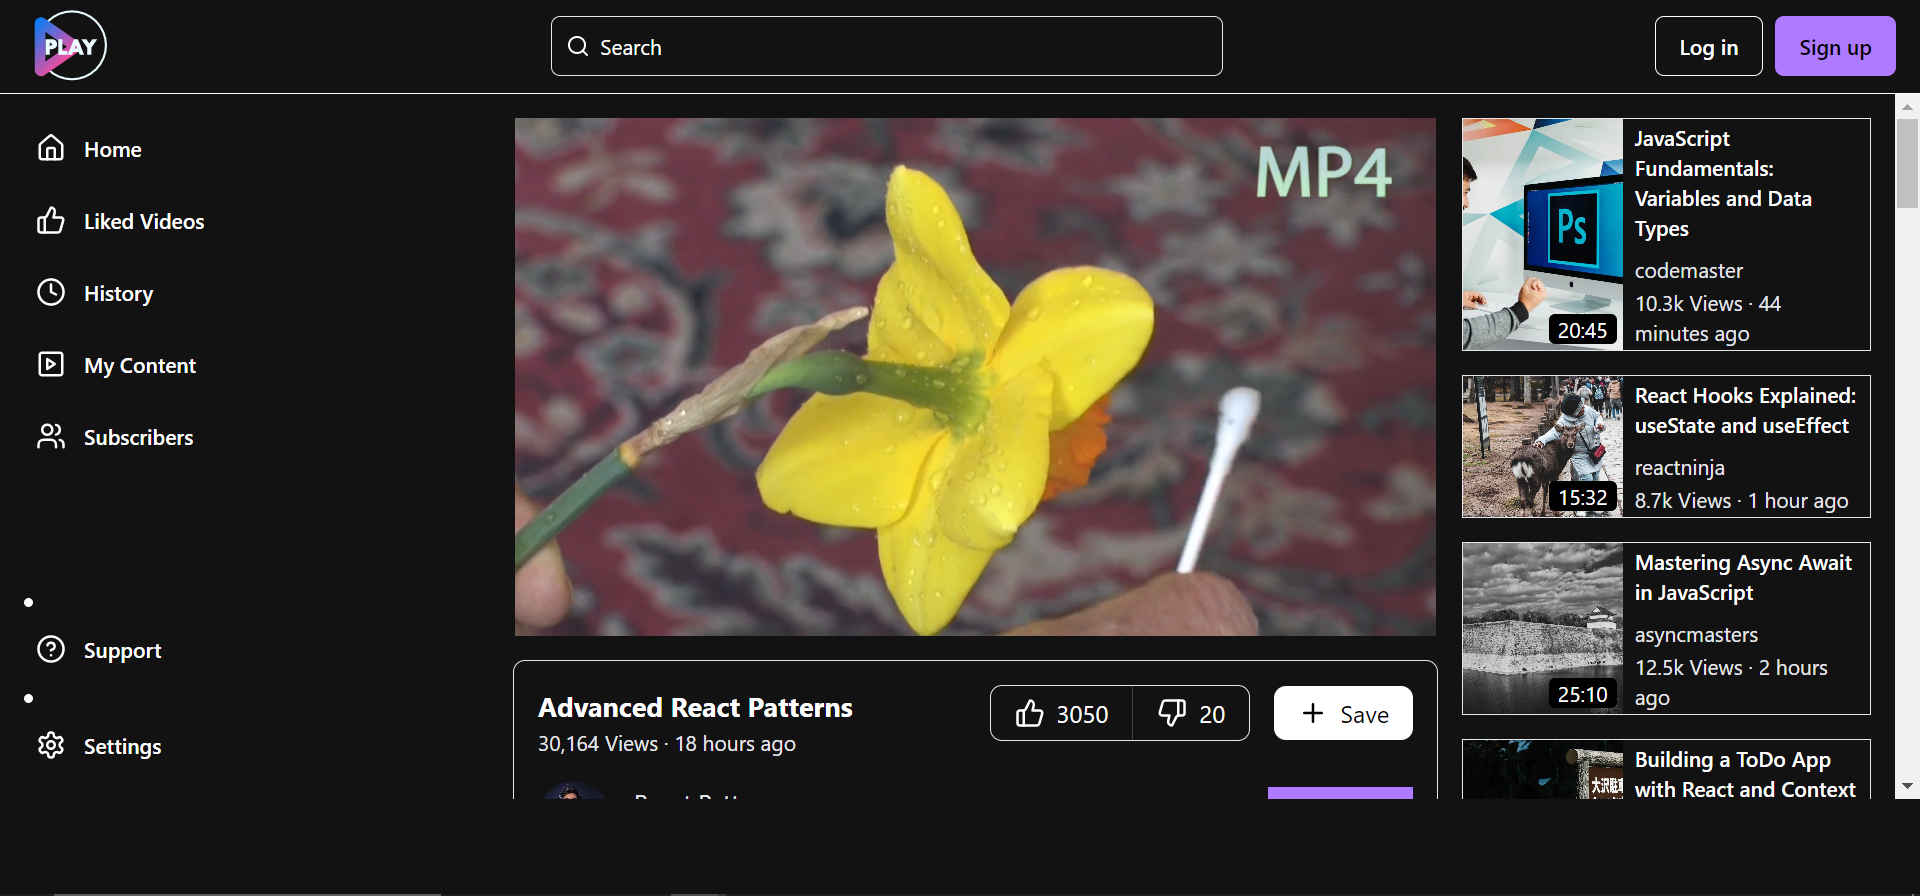 PLAY
Search
Log in
Sign up
Home
Liked Videos
History
My Content
Subscribers
Support
Settings
MP4
Advanced React Patterns
30,164 Views · 18 hours ago
3050
20
Save
Ps
20:45
JavaScript
Fundamentals:
Variables and Data
Types
codemaster
10.3k Views · 44
minutes ago
15:32
React Hooks Explained:
useState and useEffect
reactninja
8.7k Views · 1 hour ago
25:10
Mastering Async Await
in JavaScript
asyncmasters
12.5k Views · 2 hours
ago
Building a ToDo App
with React and Context